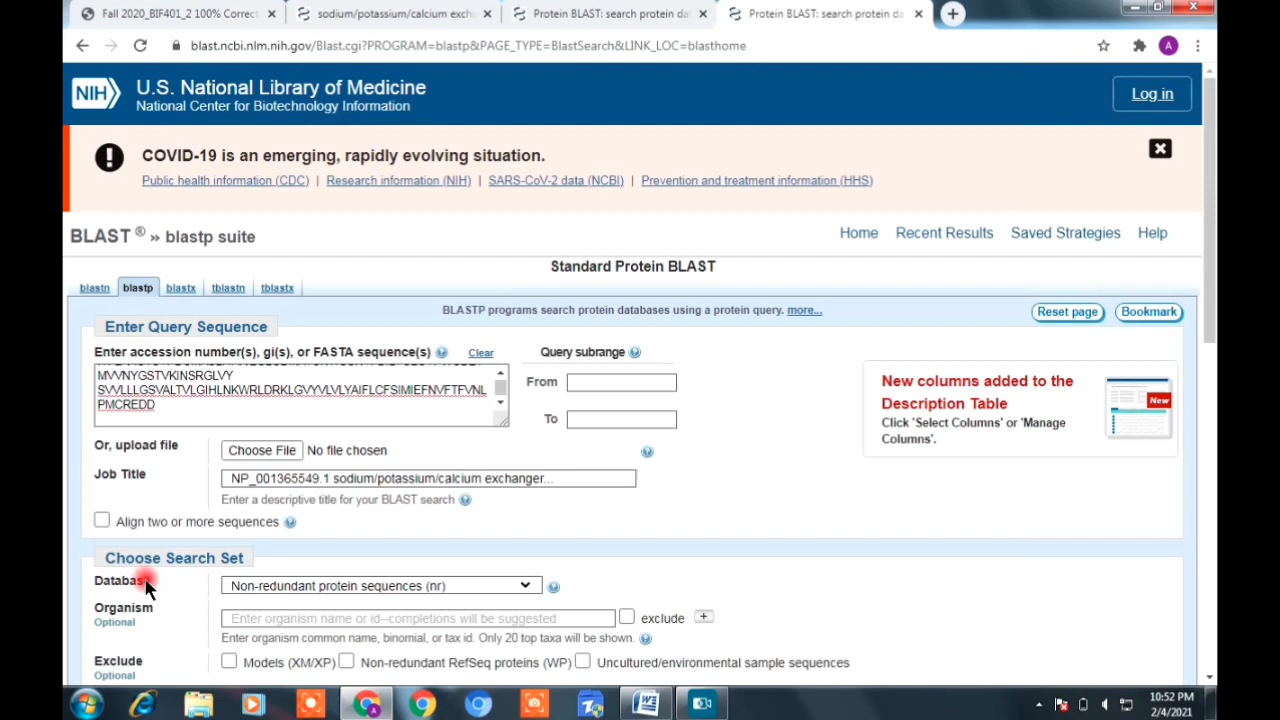 Fall 2020_BIF401_2 100% Correct
sodium/potassium/calcium exch
Protein BLAST: search protein da
Protein BLAST: search protein da
blast.ncbi.nlm.nih.gov/Blast.cgi?PROGRAM=blastp&PAGE_TYPE=BlastSearch&LINK_LOC=blasthome
A
NIH
U.S. National Library of Medicine
National Center for Biotechnology Information
Log in
COVID-19 is an emerging, rapidly evolving situation.
Public health information (CDC) | Research information (NIH) | SARS-CoV-2 data (NCBI) | Prevention and treatment information (HHS)
BLAST ® » blastp suite
Home Recent Results Saved Strategies Help
Standard Protein BLAST
blastn blastp blastx tblastn tblastx
BLASTP programs search protein databases using a protein query. more...
Reset page Bookmark
Enter Query Sequence
Enter accession number(s), gi(s), or FASTA sequence(s) Clear
Query subrange
MVVNYGSTVKINSRGLVY
SVVLLLGSVALTVLGIHLNKWRLDRKLGVYVLVLYAIFLCFSIMIEFNVFTFVNL
PMCREDD
From
To
New columns added to the
Description Table
Click 'Select Columns' or 'Manage
Columns'.
New
Or, upload file
Choose File No file chosen
Job Title
NP_001365549.1 sodium/potassium/calcium exchanger...
Enter a descriptive title for your BLAST search
Align two or more sequences
Choose Search Set
Database
Non-redundant protein sequences (nr)
Organism
Optional
Enter organism name or id--completions will be suggested
exclude
+
Enter organism common name, binomial, or tax id. Only 20 top taxa will be shown.
Exclude
Optional
Models (XM/XP) Non-redundant RefSeq proteins (WP) Uncultured/environmental sample sequences
10:52 PM
2/4/2021